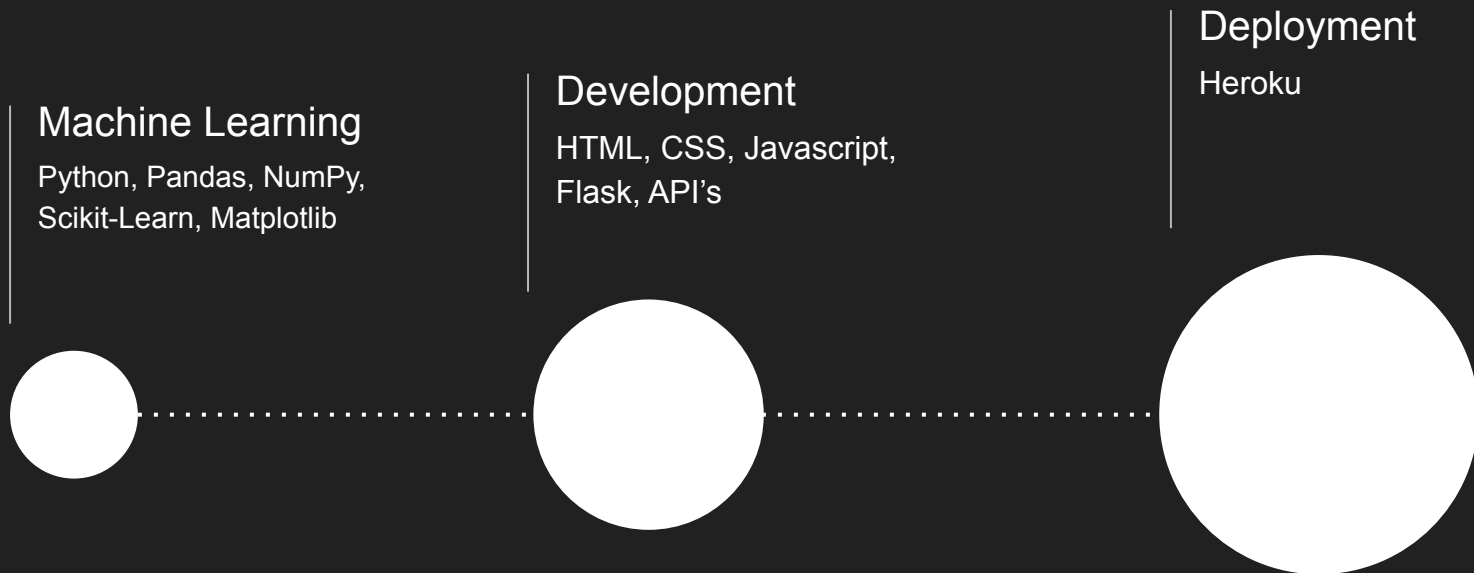 Machine Learning
Python, Pandas, NumPy,
Scikit-Learn, Matplotlib
Development
HTML, CSS, Javascript,
Flask, API’s
Deployment
Heroku